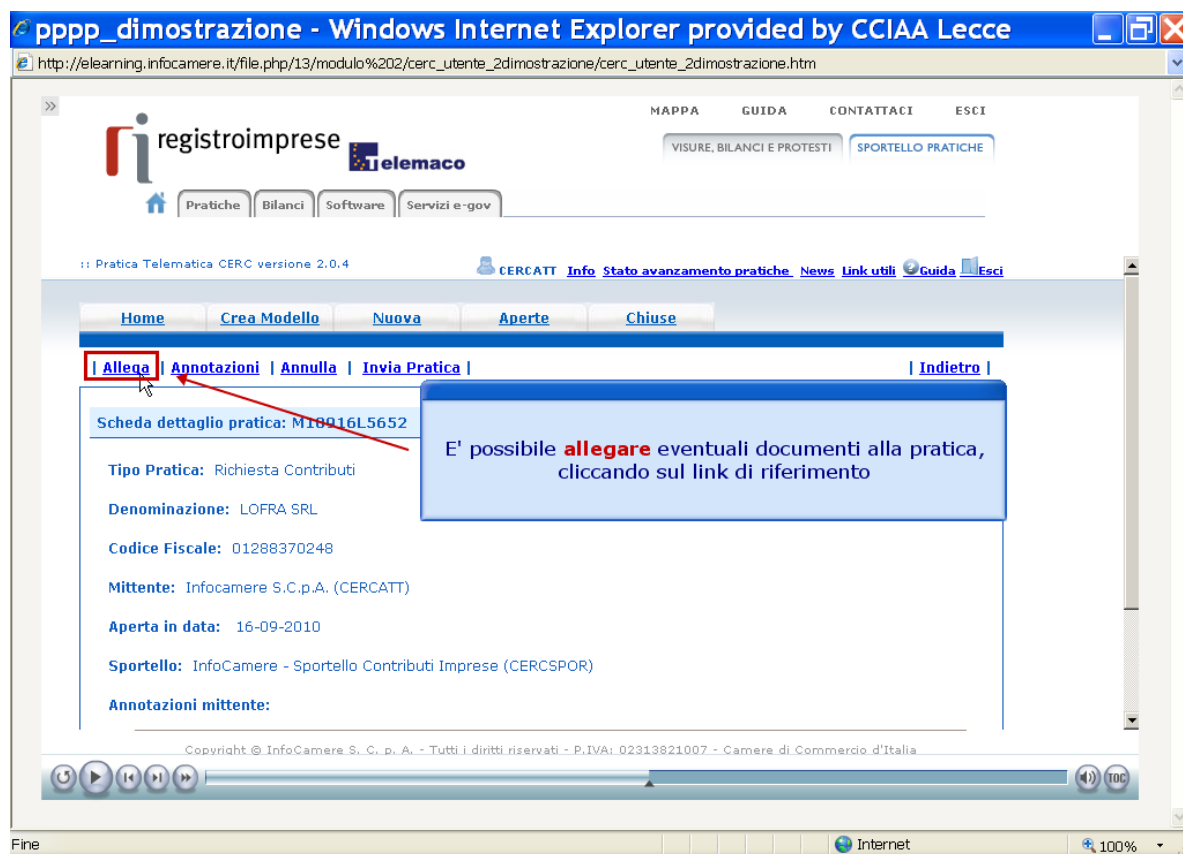 pppp_dimostrazione - Windows Internet Explorer provided by CCIAA Lecce
http://elearning.infocamere.it/file.php/13/modulo%202/cerc_utente_2dimostrazione/cerc_utente_2dimostrazione.htm
MAPPA GUIDA CONTATTACI ESCI
registroimprese
Telemaco
VISURE, BILANCI E PROTESTI SPORTELLO PRATICHE
Pratiche Bilanci Software Servizi e-gov
:: Pratica Telematica CERC versione 2.0.4
CERCATT Info Stato avanzamento pratiche News Link utili Guida Esci
Home Crea Modello Nuova Aperte Chiuse
| Allega | Annotazioni | Annulla | Invia Pratica | | Indietro |
Scheda dettaglio pratica: M10916L5652
E' possibile allegare eventuali documenti alla pratica,
cliccando sul link di riferimento
Tipo Pratica: Richiesta Contributi
Denominazione: LOFRA SRL
Codice Fiscale: 01288370248
Mittente: Infocamere S.C.p.A. (CERCATT)
Aperta in data: 16-09-2010
Sportello: InfoCamere - Sportello Contributi Imprese (CERCSPOR)
Annotazioni mittente:
Copyright © InfoCamere S. C. p. A. - Tutti i diritti riservati - P.IVA: 02313821007 - Camere di Commercio d'Italia
TOC
Fine Internet 100%